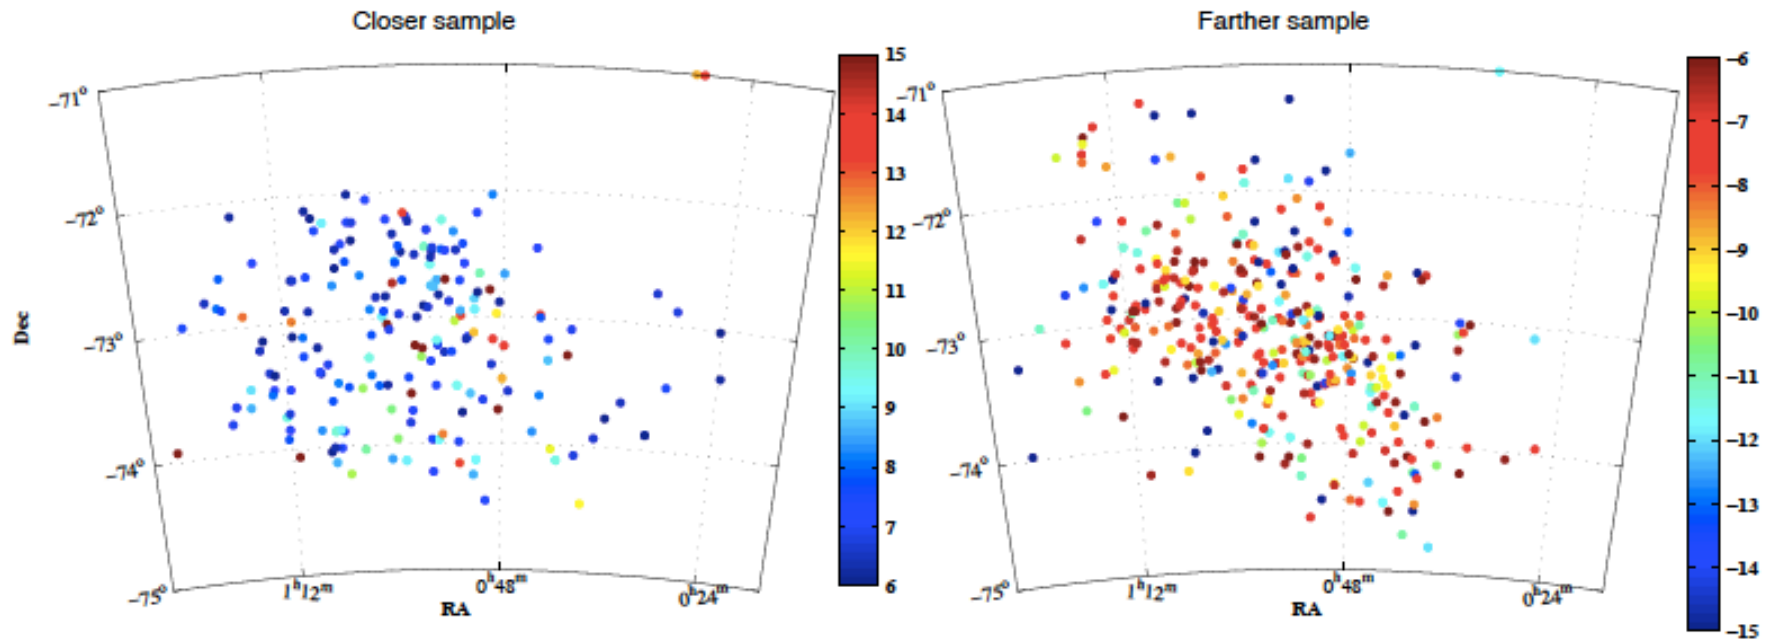 Closer sample
Farther sample
−71°
−72°
−73°
−74°
−75°
Dec
1ʰ12ᵐ
0ʰ48ᵐ
0ʰ24ᵐ
RA
15
14
13
12
11
10
9
8
7
6
−71°
−72°
−73°
−74°
−75°
1ʰ12ᵐ
0ʰ48ᵐ
0ʰ24ᵐ
RA
−6
−7
−8
−9
−10
−11
−12
−13
−14
−15